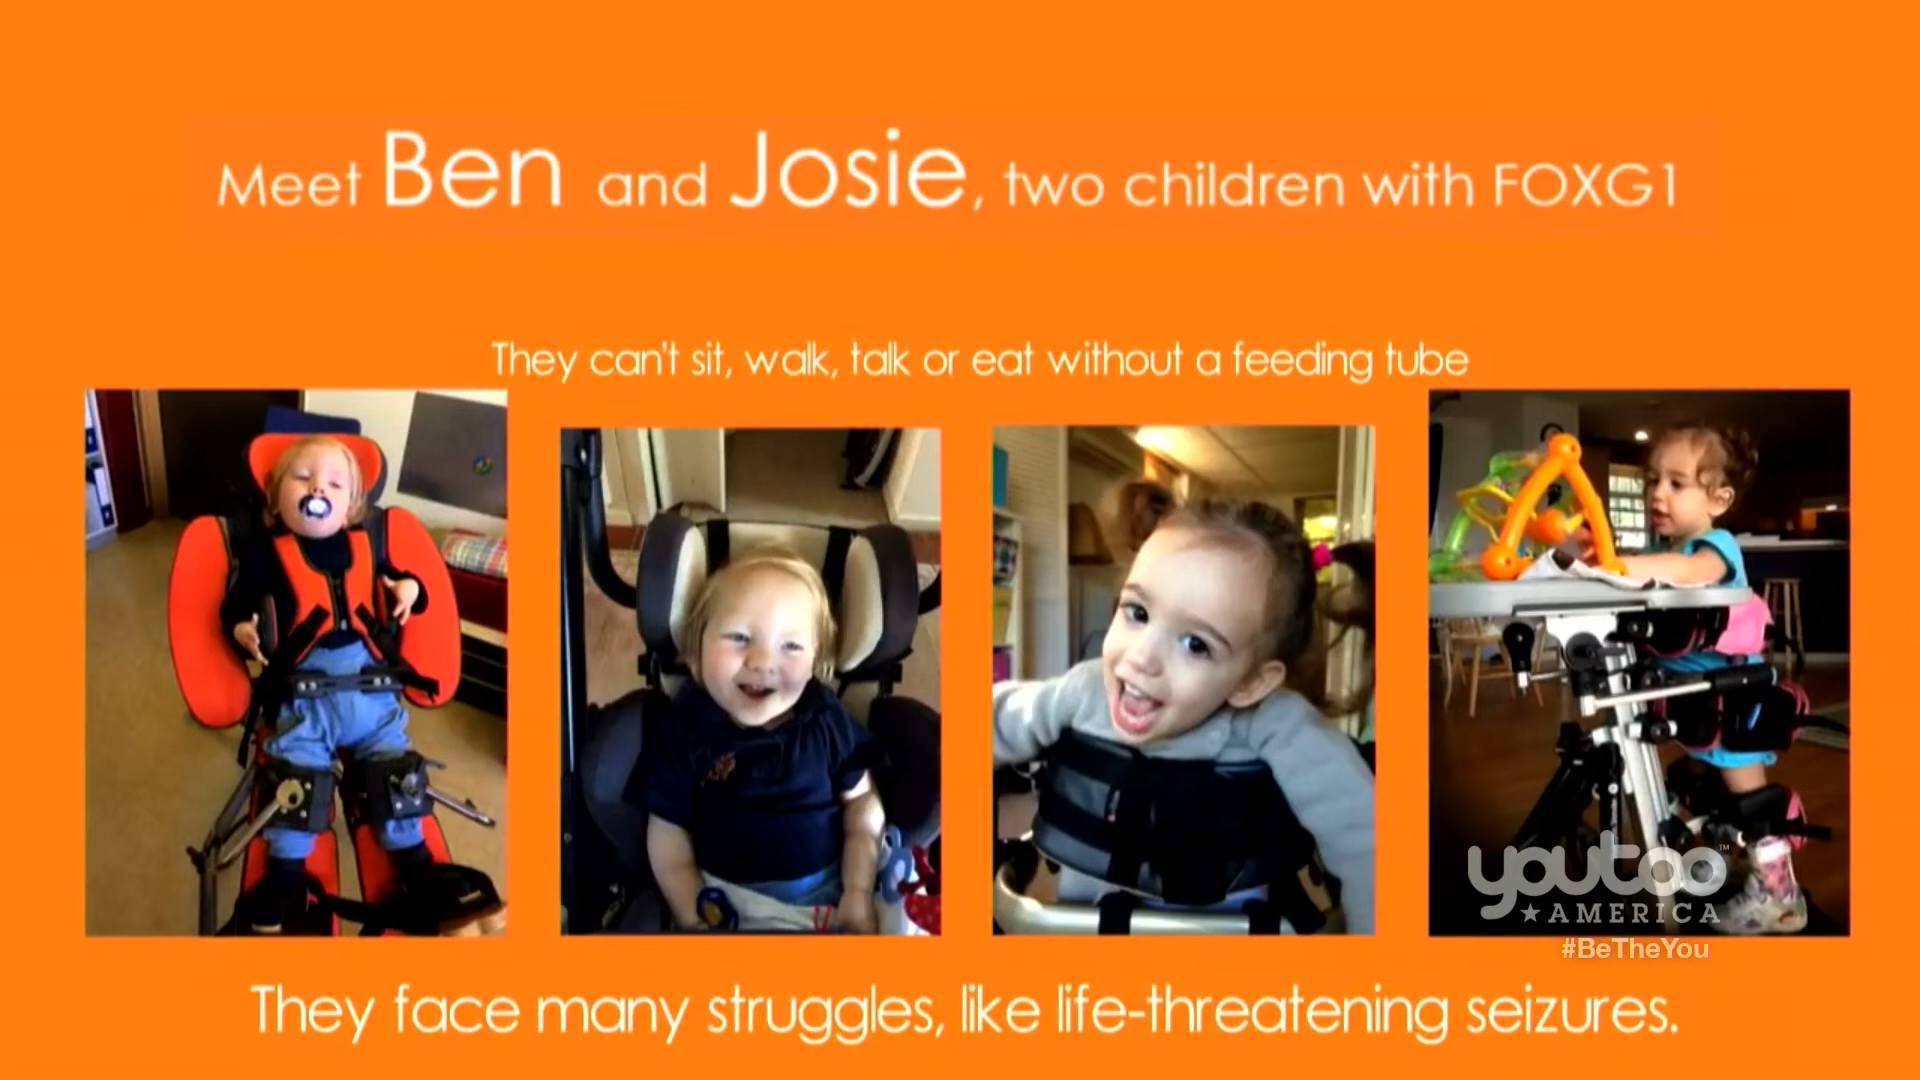 Meet Ben and Josie, two children with FOXG1
They can't sit, walk, talk or eat without a feeding tube
youtoo™
★AMERICA
#BeTheYou
They face many struggles, like life-threatening seizures.